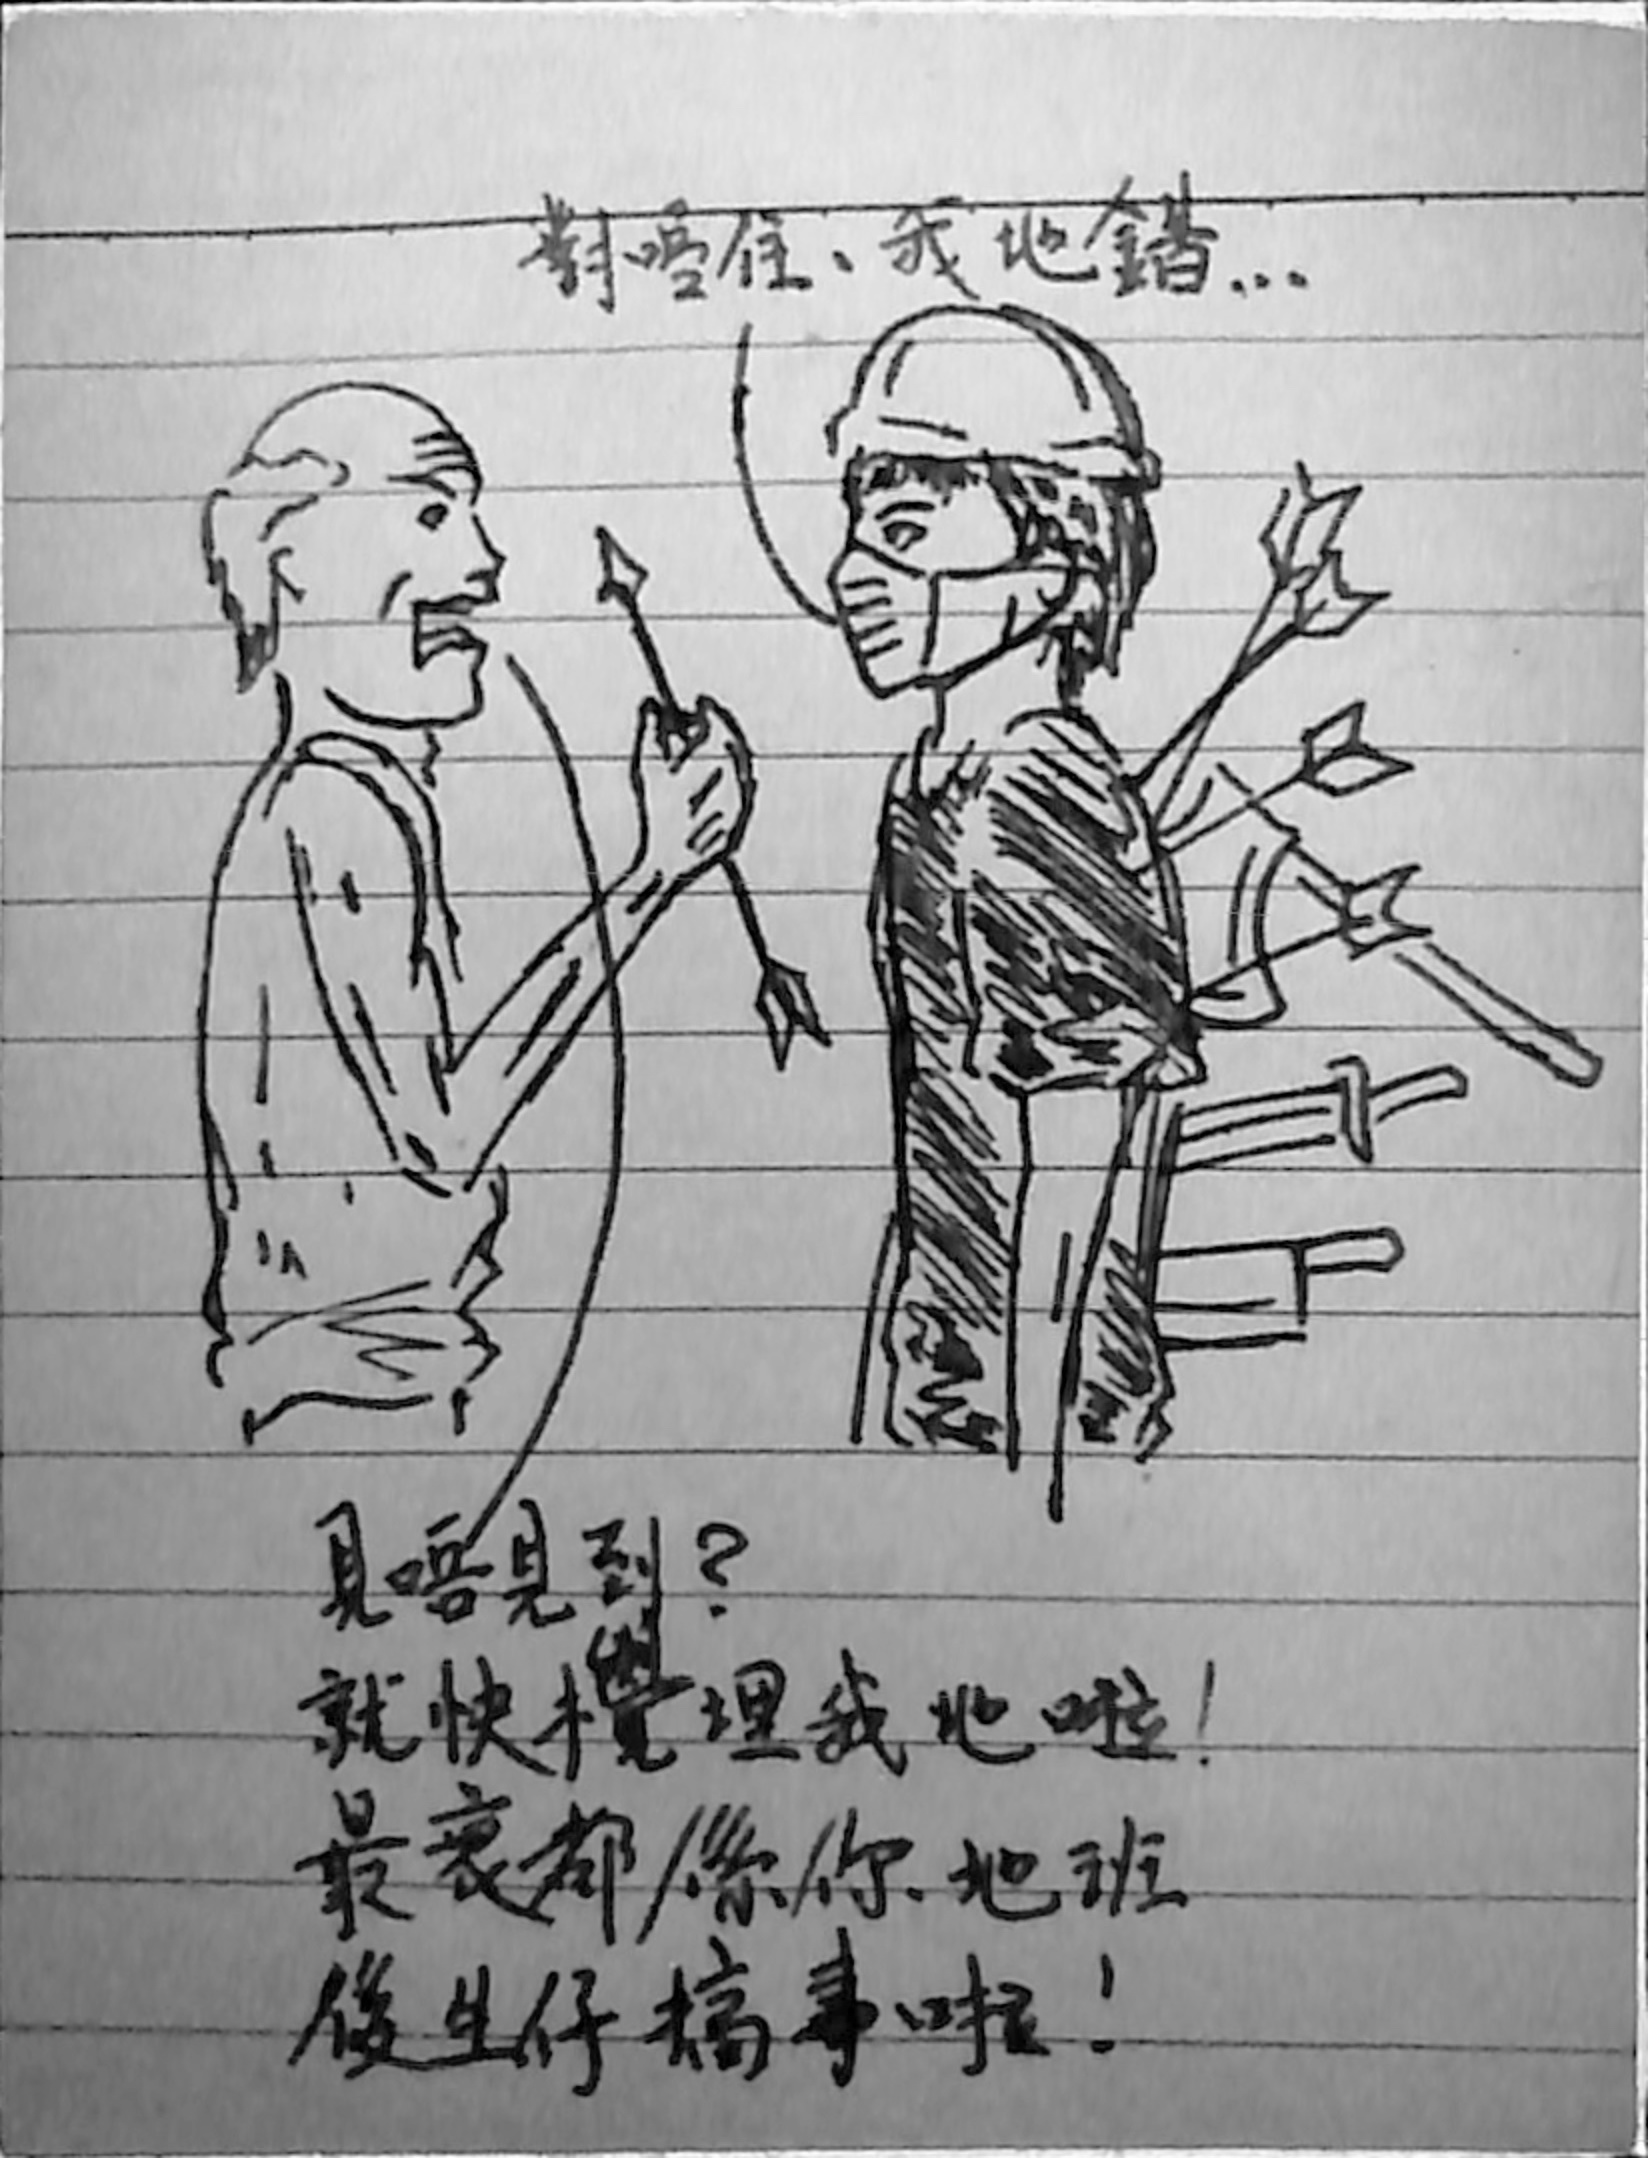 對唔住、我地錯...
見唔見到？
就快攪埋我地啦！
最衰都係你地班
後生仔搞事啦！